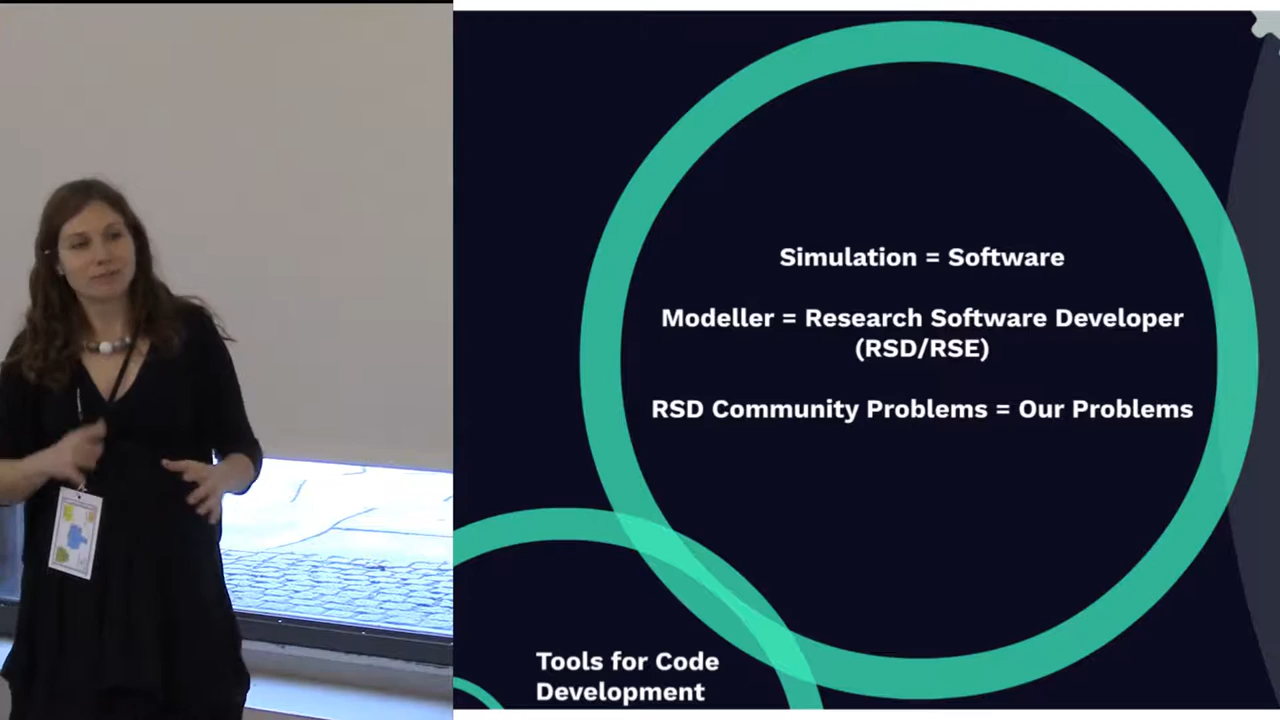 Simulation = Software
Modeller = Research Software Developer
(RSD/RSE)
RSD Community Problems = Our Problems
Tools for Code
Development